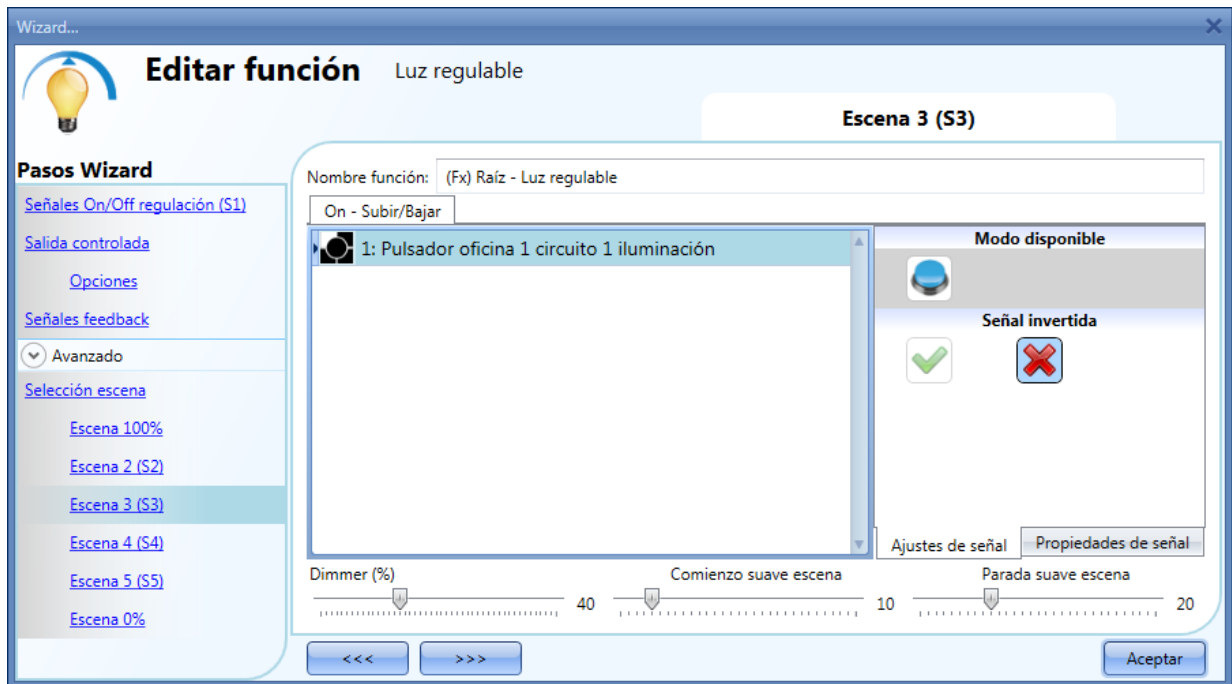 Wizard...
Editar función Luz regulable
Escena 3 (S3)
Pasos Wizard
Señales On/Off regulación (S1)
Salida controlada
Opciones
Señales feedback
Avanzado
Selección escena
Escena 100%
Escena 2 (S2)
Escena 3 (S3)
Escena 4 (S4)
Escena 5 (S5)
Escena 0%
Nombre función: (Fx) Raíz - Luz regulable
On - Subir/Bajar
1: Pulsador oficina 1 circuito 1 iluminación
Modo disponible
Señal invertida
Ajustes de señal Propiedades de señal
Dimmer (%) Comienzo suave escena Parada suave escena
40 10 20
<<< >>> Aceptar